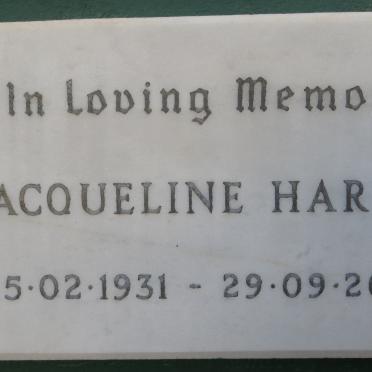 In Loving Memo
ACQUELINE HAR
5·02·1931 - 29·09·20